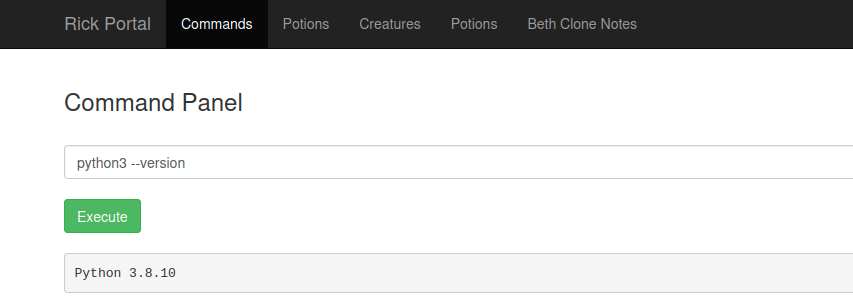 Rick Portal Commands Potions Creatures Potions Beth Clone Notes
Command Panel
python3 --version
Execute
Python 3.8.10